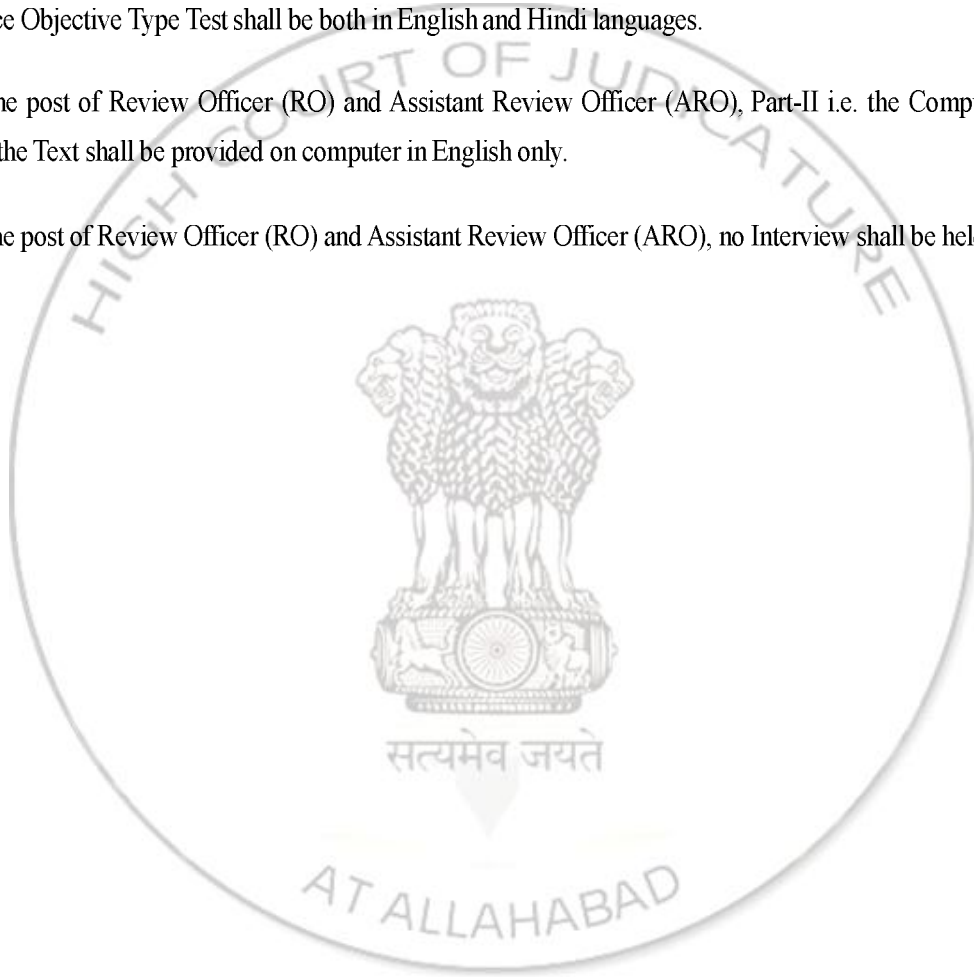 ce Objective Type Test shall be both in English and Hindi languages.
he post of Review Officer (RO) and Assistant Review Officer (ARO), Part-II i.e. the Comp
the Text shall be provided on computer in English only.
he post of Review Officer (RO) and Assistant Review Officer (ARO), no Interview shall be hel
HIGH COURT OF JUDICATURE
सत्यमेव जयते
AT ALLAHABAD